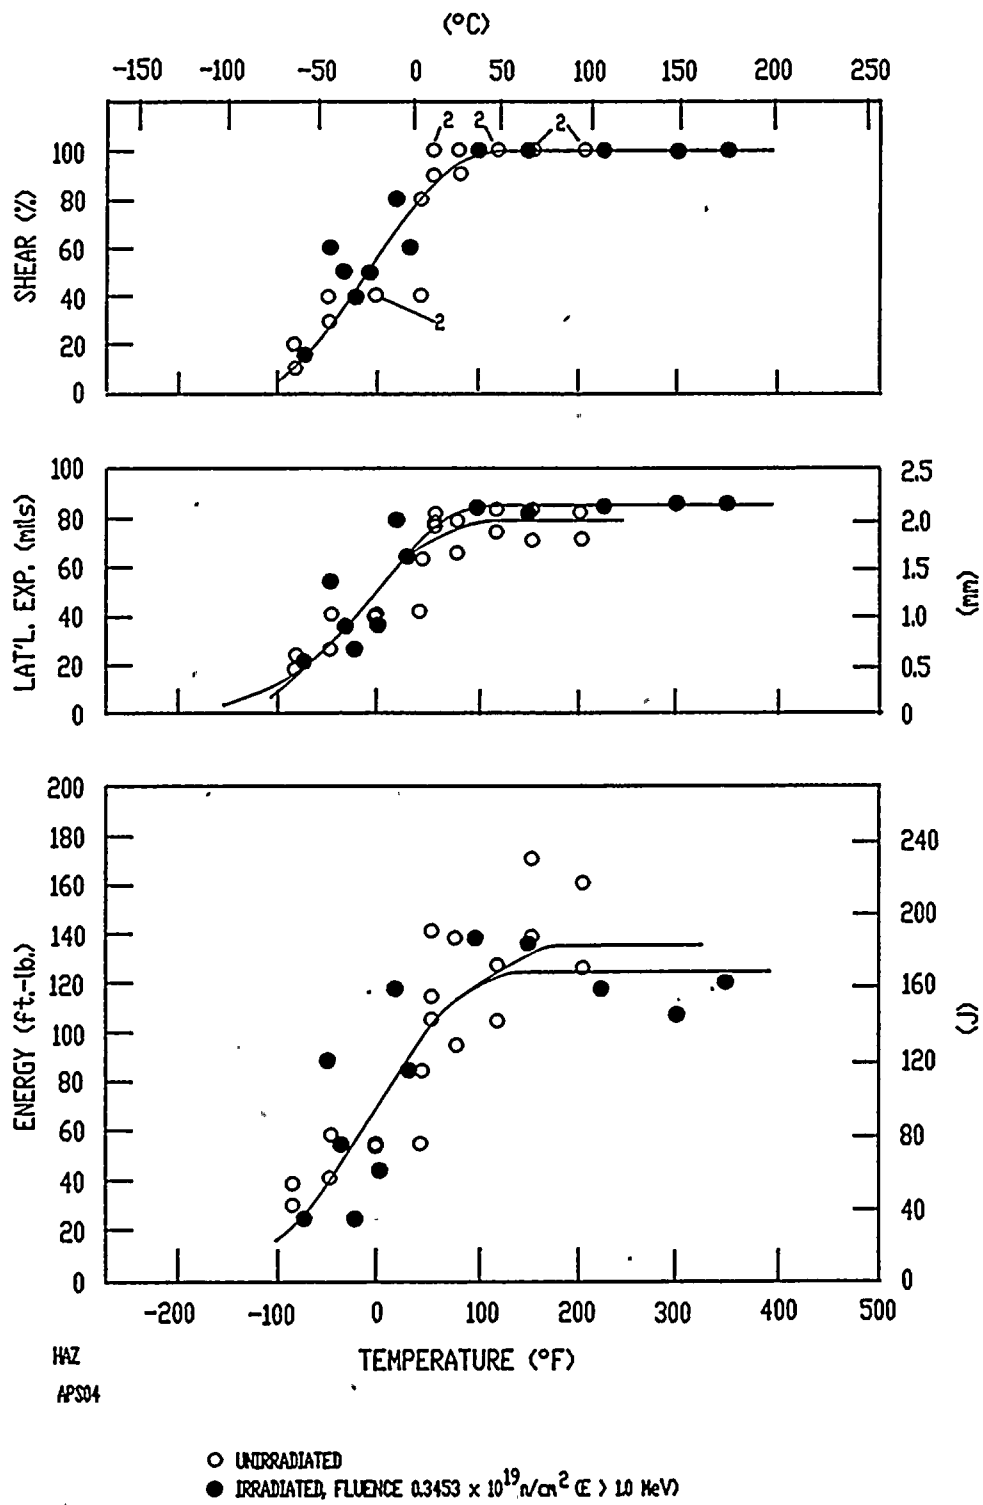 (°C)
-150 -100 -50 0 50 100 150 200 250
2 2 2
100
80
60
40
20
0
SHEAR (%)
2
100
80
60
40
20
0
LAT'L. EXP. (mils)
2.5
2.0
1.5
1.0
0.5
0
(mm)
200
180
160
140
120
100
80
60
40
20
0
ENERGY (ft.-lb.)
240
200
160
120
80
40
0
(J)
-200 -100 0 100 200 300 400 500
TEMPERATURE (°F)
HAZ
APS04
UNIRRADIATED
IRRADIATED, FLUENCE 0.3453 x 10^19 n/cm^2 (E > 1.0 MeV)